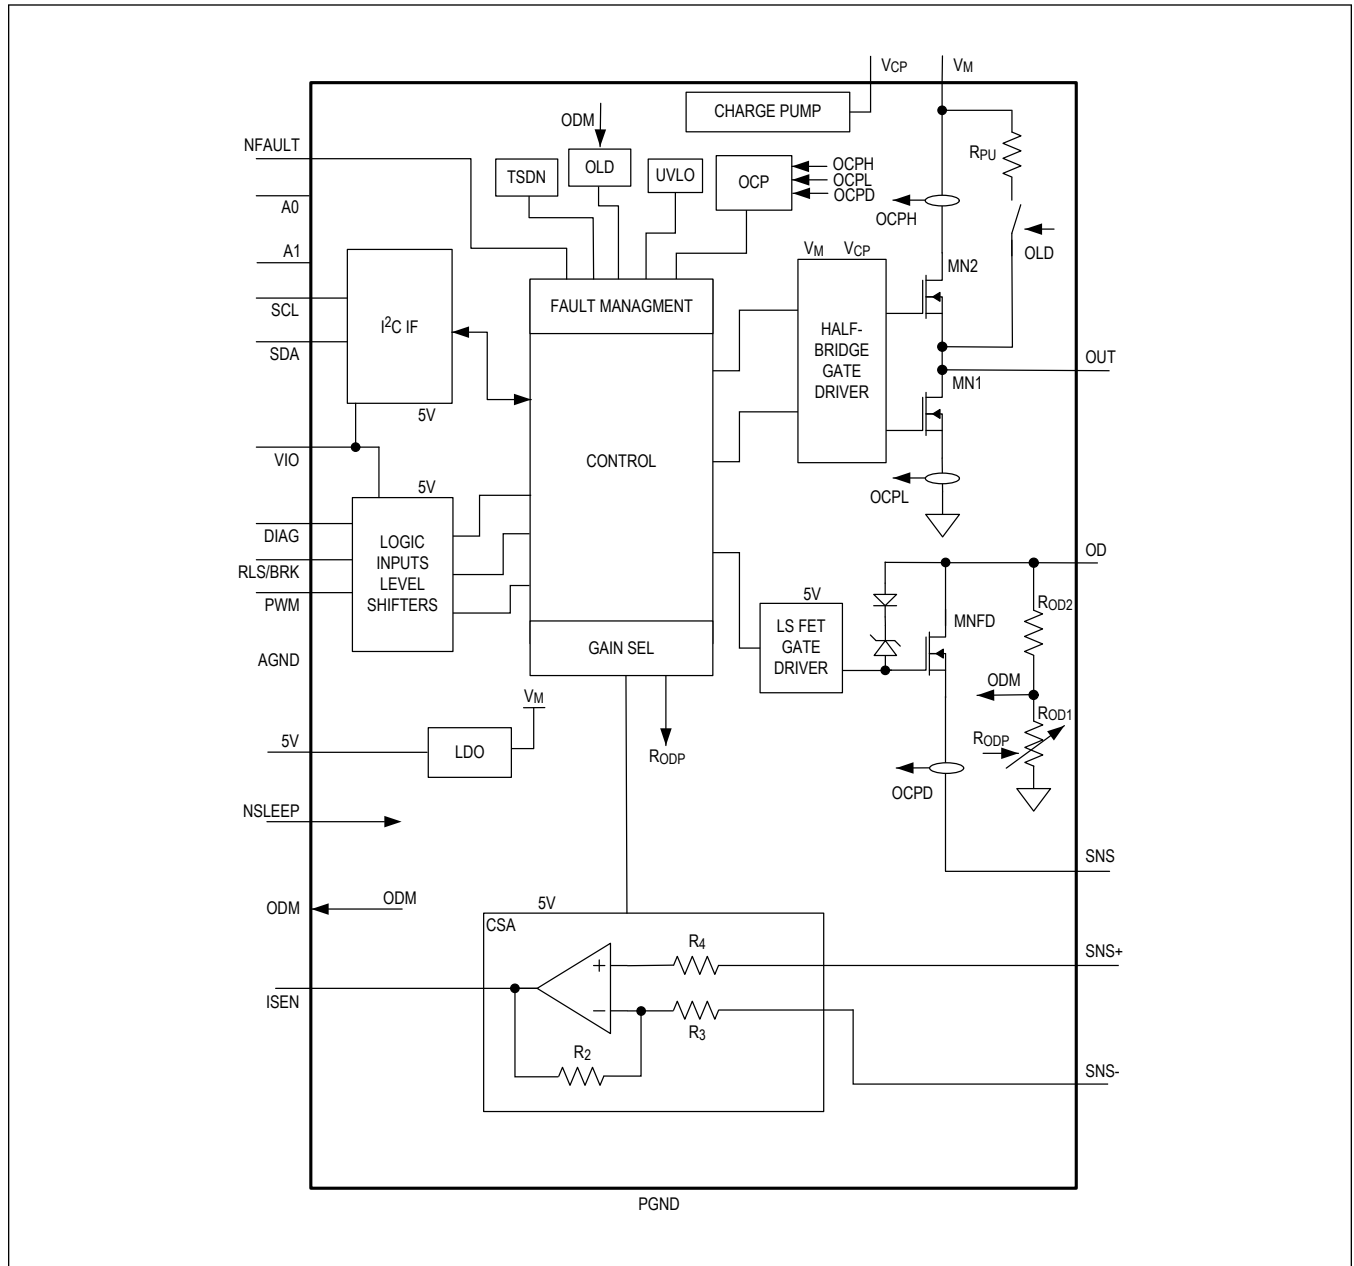 VCP
VM
CHARGE PUMP
NFAULT
ODM
TSDN
OLD
UVLO
OCP
OCPH
OCPL
OCPD
RPU
A0
OCPH
OLD
A1
VM
VCP
MN2
SCL
I2C IF
FAULT MANAGMENT
HALF-
BRIDGE
GATE
DRIVER
SDA
OUT
MN1
5V
VIO
CONTROL
5V
OCPL
DIAG
LOGIC
INPUTS
LEVEL
SHIFTERS
RLS/BRK
PWM
OD
5V
LS FET
GATE
DRIVER
MNFD
ROD2
AGND
GAIN SEL
ODM
ROD1
RODP
VM
5V
LDO
RODP
OCPD
NSLEEP
SNS
ODM
ODM
5V
CSA
R4
+
SNS+
ISEN
−
R3
R2
SNS-
PGND